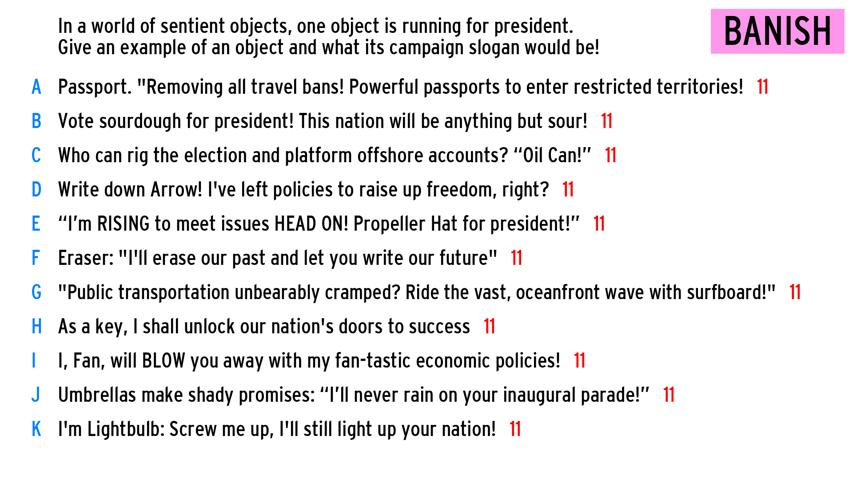 In a world of sentient objects, one object is running for president.
Give an example of an object and what its campaign slogan would be!
BANISH
A Passport. "Removing all travel bans! Powerful passports to enter restricted territories! 11
B Vote sourdough for president! This nation will be anything but sour! 11
C Who can rig the election and platform offshore accounts? “Oil Can!” 11
D Write down Arrow! I've left policies to raise up freedom, right? 11
E “I’m RISING to meet issues HEAD ON! Propeller Hat for president!” 11
F Eraser: "I'll erase our past and let you write our future" 11
G "Public transportation unbearably cramped? Ride the vast, oceanfront wave with surfboard!" 11
H As a key, I shall unlock our nation's doors to success 11
I I, Fan, will BLOW you away with my fan-tastic economic policies! 11
J Umbrellas make shady promises: “I’ll never rain on your inaugural parade!” 11
K I'm Lightbulb: Screw me up, I'll still light up your nation! 11